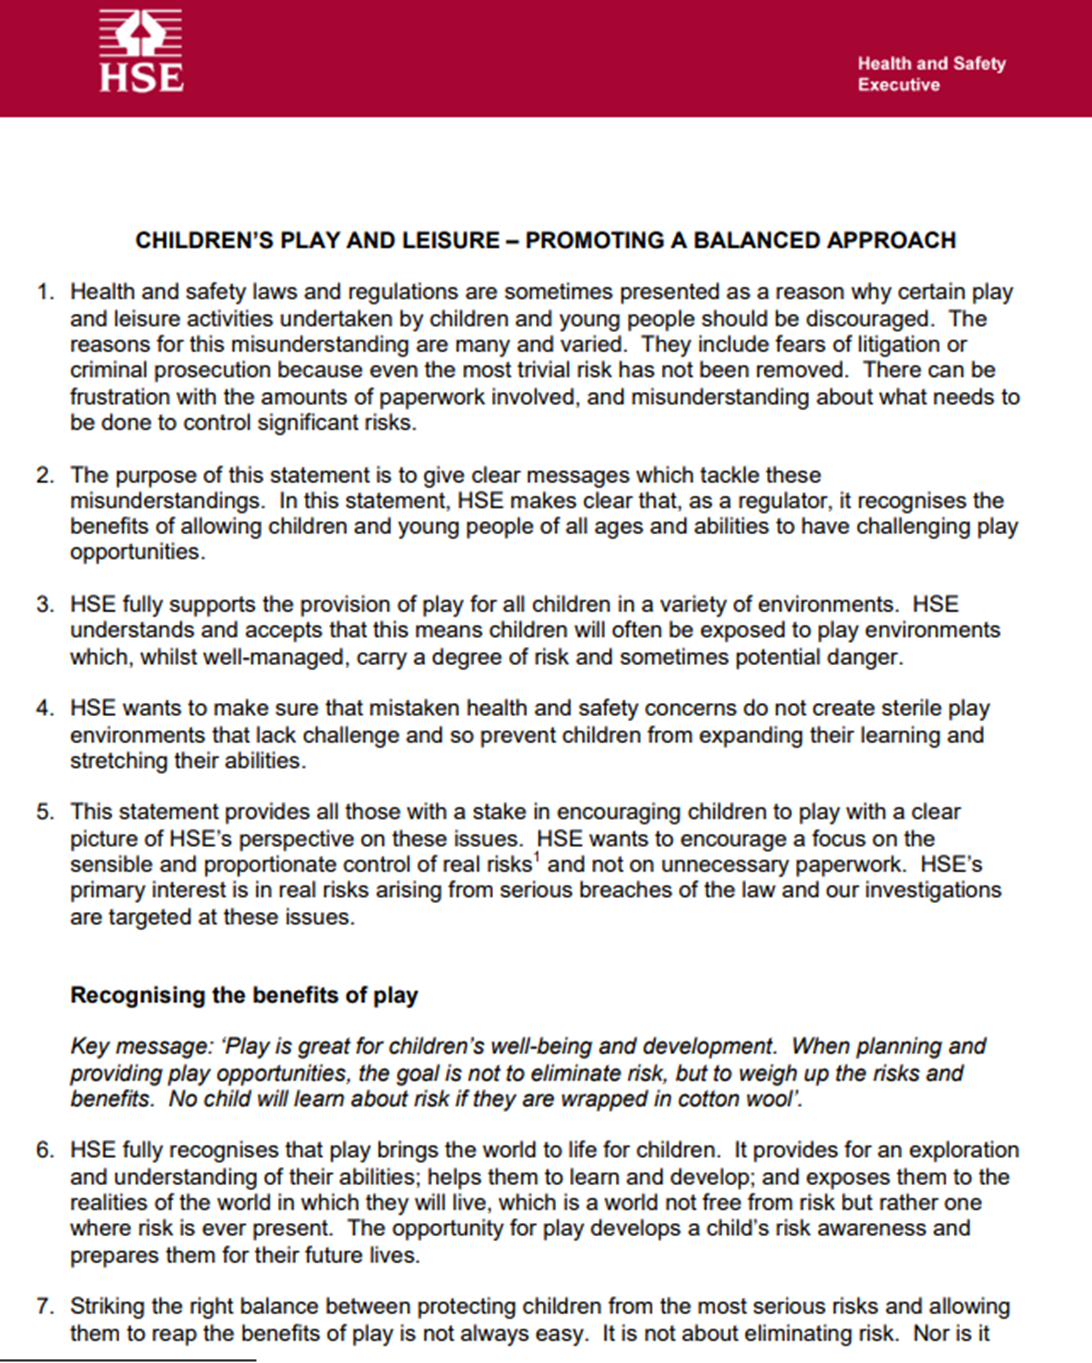 HSE
Health and Safety
Executive
CHILDREN’S PLAY AND LEISURE – PROMOTING A BALANCED APPROACH
1. Health and safety laws and regulations are sometimes presented as a reason why certain play
and leisure activities undertaken by children and young people should be discouraged. The
reasons for this misunderstanding are many and varied. They include fears of litigation or
criminal prosecution because even the most trivial risk has not been removed. There can be
frustration with the amounts of paperwork involved, and misunderstanding about what needs to
be done to control significant risks.
2. The purpose of this statement is to give clear messages which tackle these
misunderstandings. In this statement, HSE makes clear that, as a regulator, it recognises the
benefits of allowing children and young people of all ages and abilities to have challenging play
opportunities.
3. HSE fully supports the provision of play for all children in a variety of environments. HSE
understands and accepts that this means children will often be exposed to play environments
which, whilst well-managed, carry a degree of risk and sometimes potential danger.
4. HSE wants to make sure that mistaken health and safety concerns do not create sterile play
environments that lack challenge and so prevent children from expanding their learning and
stretching their abilities.
5. This statement provides all those with a stake in encouraging children to play with a clear
picture of HSE’s perspective on these issues. HSE wants to encourage a focus on the
sensible and proportionate control of real risks¹ and not on unnecessary paperwork. HSE’s
primary interest is in real risks arising from serious breaches of the law and our investigations
are targeted at these issues.
Recognising the benefits of play
Key message: ‘Play is great for children’s well-being and development. When planning and
providing play opportunities, the goal is not to eliminate risk, but to weigh up the risks and
benefits. No child will learn about risk if they are wrapped in cotton wool’.
6. HSE fully recognises that play brings the world to life for children. It provides for an exploration
and understanding of their abilities; helps them to learn and develop; and exposes them to the
realities of the world in which they will live, which is a world not free from risk but rather one
where risk is ever present. The opportunity for play develops a child’s risk awareness and
prepares them for their future lives.
7. Striking the right balance between protecting children from the most serious risks and allowing
them to reap the benefits of play is not always easy. It is not about eliminating risk. Nor is it